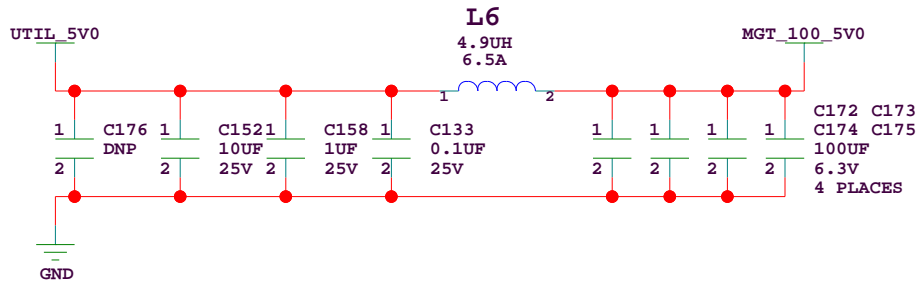 L6
UTIL_5V0
4.9UH
6.5A
MGT_100_5V0
1
2
1
C176
DNP
2
1
C152
10UF
25V
2
1
C158
1UF
25V
2
1
C133
0.1UF
25V
2
1
2
1
2
1
2
1
2
C172 C173
C174 C175
100UF
6.3V
4 PLACES
GND